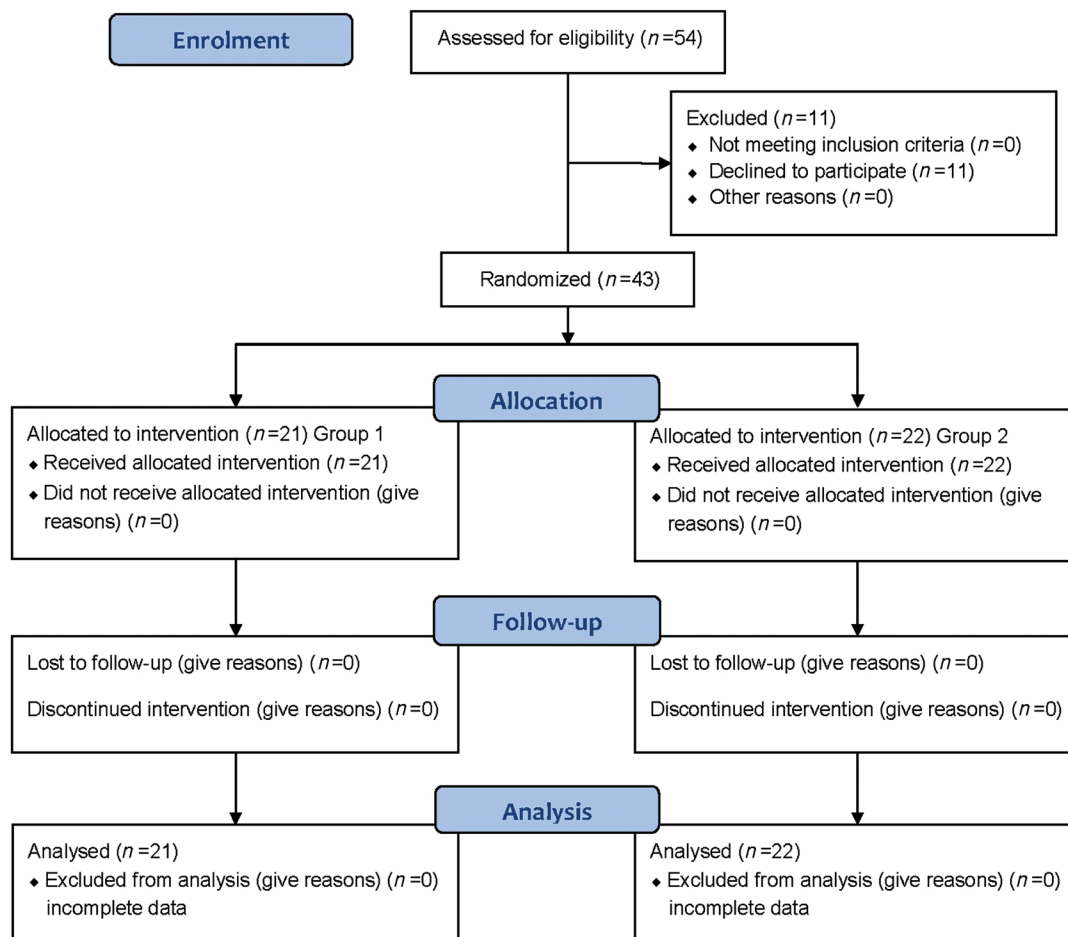 Enrolment
Assessed for eligibility (n=54)
Excluded (n=11)
◆ Not meeting inclusion criteria (n=0)
◆ Declined to participate (n=11)
◆ Other reasons (n=0)
Randomized (n=43)
Allocation
Allocated to intervention (n=21) Group 1
◆ Received allocated intervention (n=21)
◆ Did not receive allocated intervention (give
reasons) (n=0)
Allocated to intervention (n=22) Group 2
◆ Received allocated intervention (n=22)
◆ Did not receive allocated intervention (give
reasons) (n=0)
Follow-up
Lost to follow-up (give reasons) (n=0)
Discontinued intervention (give reasons) (n=0)
Lost to follow-up (give reasons) (n=0)
Discontinued intervention (give reasons) (n=0)
Analysis
Analysed (n=21)
◆ Excluded from analysis (give reasons) (n=0)
incomplete data
Analysed (n=22)
◆ Excluded from analysis (give reasons) (n=0)
incomplete data